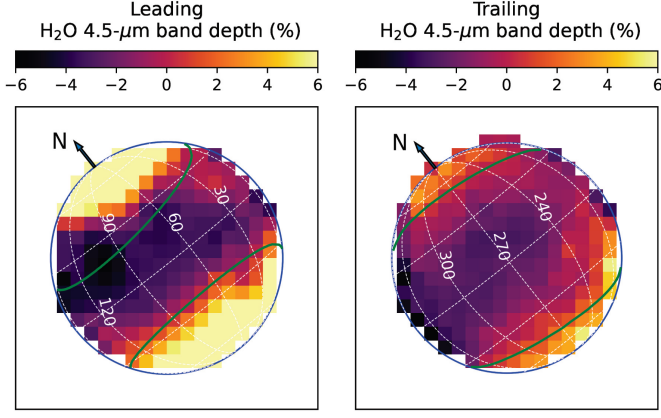 Leading
H₂O 4.5-μm band depth (%)
−6 −4 −2 0 2 4 6
N
30
60
90
120
Trailing
H₂O 4.5-μm band depth (%)
−6 −4 −2 0 2 4 6
N
240
270
300